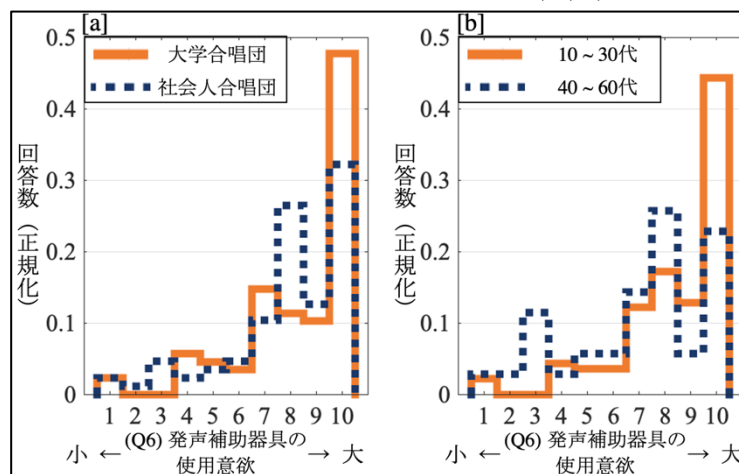 [a]
大学合唱団
社会人合唱団
回答数（正規化）
0.5
0.4
0.3
0.2
0.1
0
1 2 3 4 5 6 7 8 9 10
小 ← (Q6) 発声補助器具の使用意欲 → 大
[b]
10～30代
40～60代
回答数（正規化）
0.5
0.4
0.3
0.2
0.1
0
1 2 3 4 5 6 7 8 9 10
小 ← (Q6) 発声補助器具の使用意欲 → 大